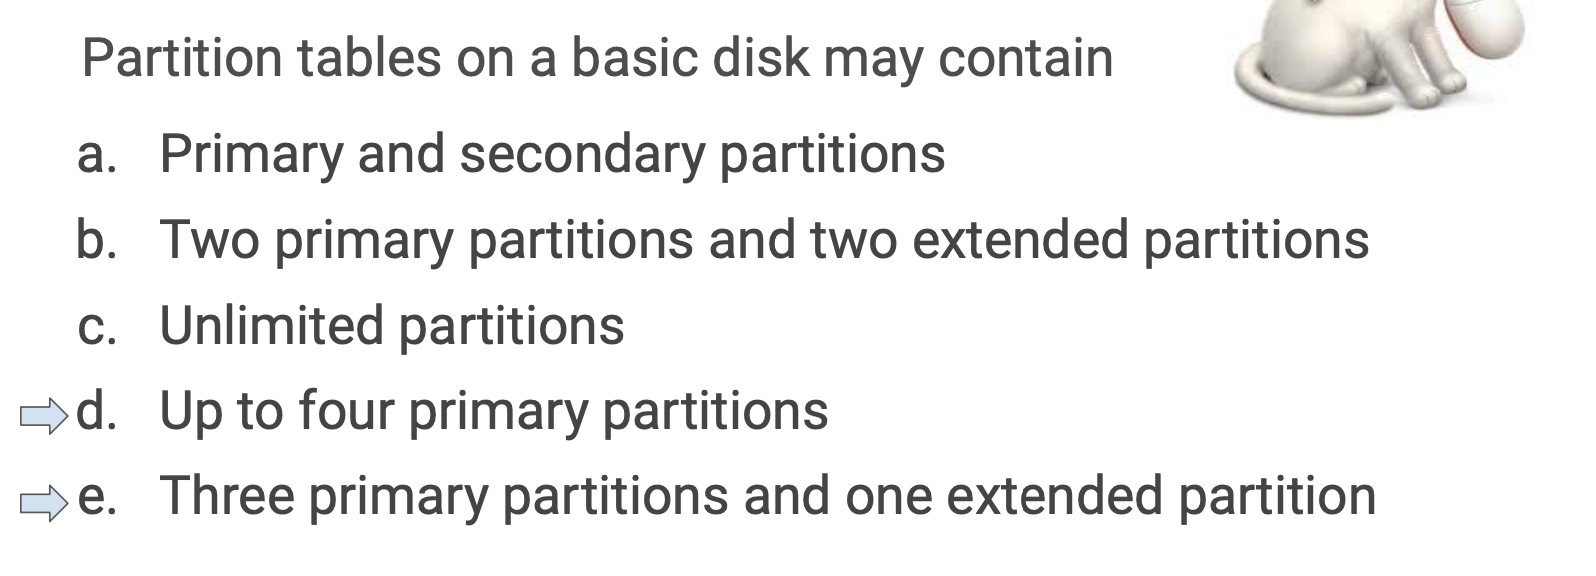 Partition tables on a basic disk may contain
a. Primary and secondary partitions
b. Two primary partitions and two extended partitions
c. Unlimited partitions
d. Up to four primary partitions
e. Three primary partitions and one extended partition